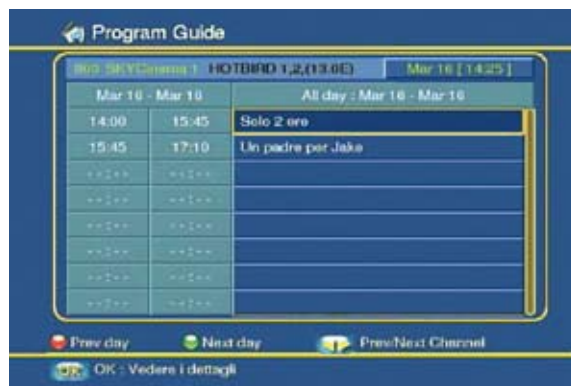 Program Guide
800 SKYCinema 1 HOTBIRD 1,2,(13.0E) Mar 16 [ 14:25 ]
Mar 16 - Mar 16 All day : Mar 16 - Mar 16
14:00 15:45 Solo 2 ore
15:45 17:10 Un padre per Jake
--:-- --:--
--:-- --:--
--:-- --:--
--:-- --:--
--:-- --:--
--:-- --:--
Prev day Next day Prev/Next Channel
OK : Vedere i dettagli